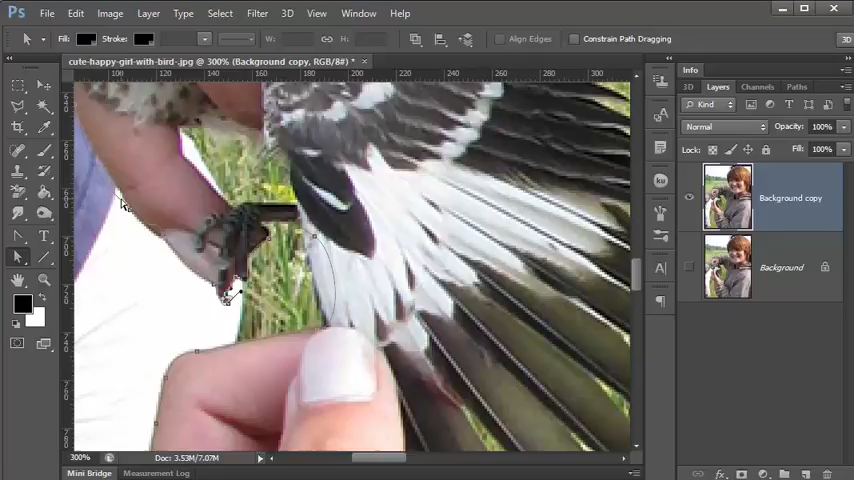 Ps File Edit Image Layer Type Select Filter 3D View Window Help
Fill: Stroke: W: H: Align Edges Constrain Path Dragging 3D
cute-happy-girl-with-bird-.jpg @ 300% (Background copy, RGB/8#) * ×
100 120 140 160 180 200 220 240 260 280 300
Info
3D Layers Channels Paths
Kind
Normal Opacity: 100%
Lock: Fill: 100%
Background copy
Background
300% Doc: 3.53M/7.07M
Mini Bridge Measurement Log